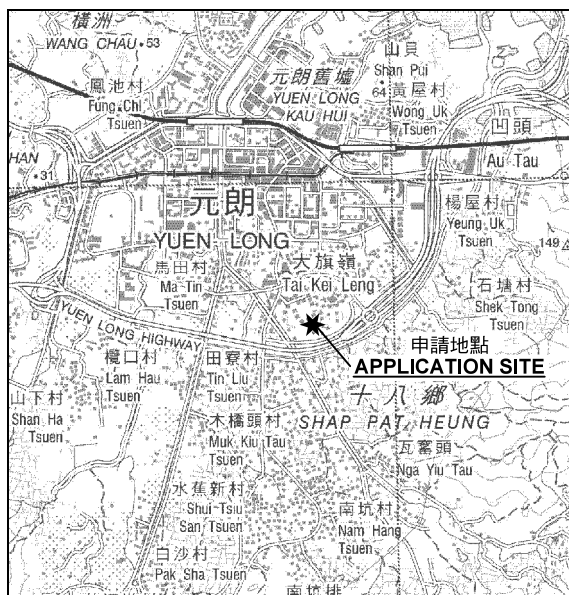 橫洲
WANG CHAU · 53
山貝
Shan Pui
鳳池村
Fung Chi
Tsuen
元朗舊墟
YUEN LONG
KAU HUI
64
黃屋村
Wong Uk
Tsuen
凹頭
Au Tau
HAN
· 31
元朗
YUEN LONG
楊屋村
Yeung Uk
Tsuen
149
馬田村
Ma Tin
Tsuen
大旗嶺
Tai Kei Leng
石塘村
Shek Tong
Tsuen
YUEN LONG HIGHWAY
申請地點
APPLICATION SITE
欖口村
Lam Hau
Tsuen
田寮村
Tin Liu
Tsuen
山下村
Shan Ha
Tsuen
十八鄉
SHAP PAT HEUNG
木橋頭村
Muk Kiu Tau
Tsuen
瓦窰頭
Nga Yiu Tau
水蕉新村
Shui Tsiu
San Tsuen
南坑村
Nam Hang
Tsuen
白沙村
Pak Sha Tsuen
南坑排